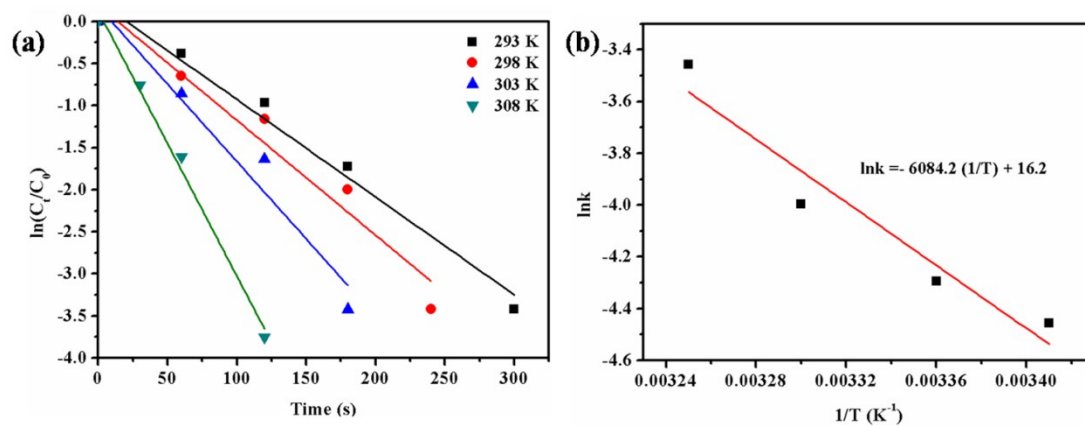 (a)
0.0
-0.5
-1.0
-1.5
-2.0
-2.5
-3.0
-3.5
-4.0
ln(Ct/C0)
293 K
298 K
303 K
308 K
0 50 100 150 200 250 300
Time (s)
(b)
-3.4
-3.6
-3.8
-4.0
-4.2
-4.4
-4.6
lnk
lnk =- 6084.2 (1/T) + 16.2
0.00324 0.00328 0.00332 0.00336 0.00340
1/T (K-1)